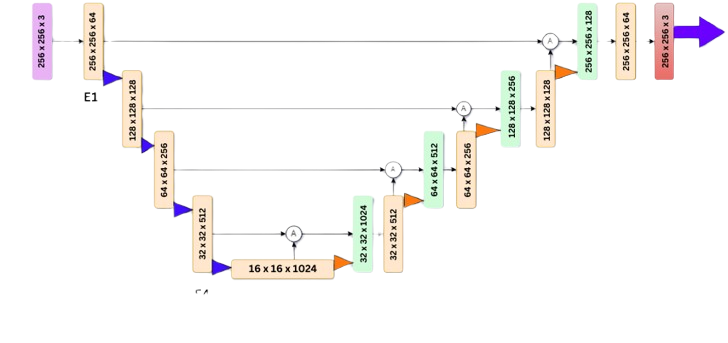 256 x 256 x 3
256 x 256 x 64
E1
128 x 128 x 128
64 x 64 x 256
32 x 32 x 512
16 x 16 x 1024
A
32 x 32 x 1024
32 x 32 x 512
A
64 x 64 x 512
64 x 64 x 256
A
128 x 128 x 256
128 x 128 x 128
A
256 x 256 x 128
256 x 256 x 64
256 x 256 x 3